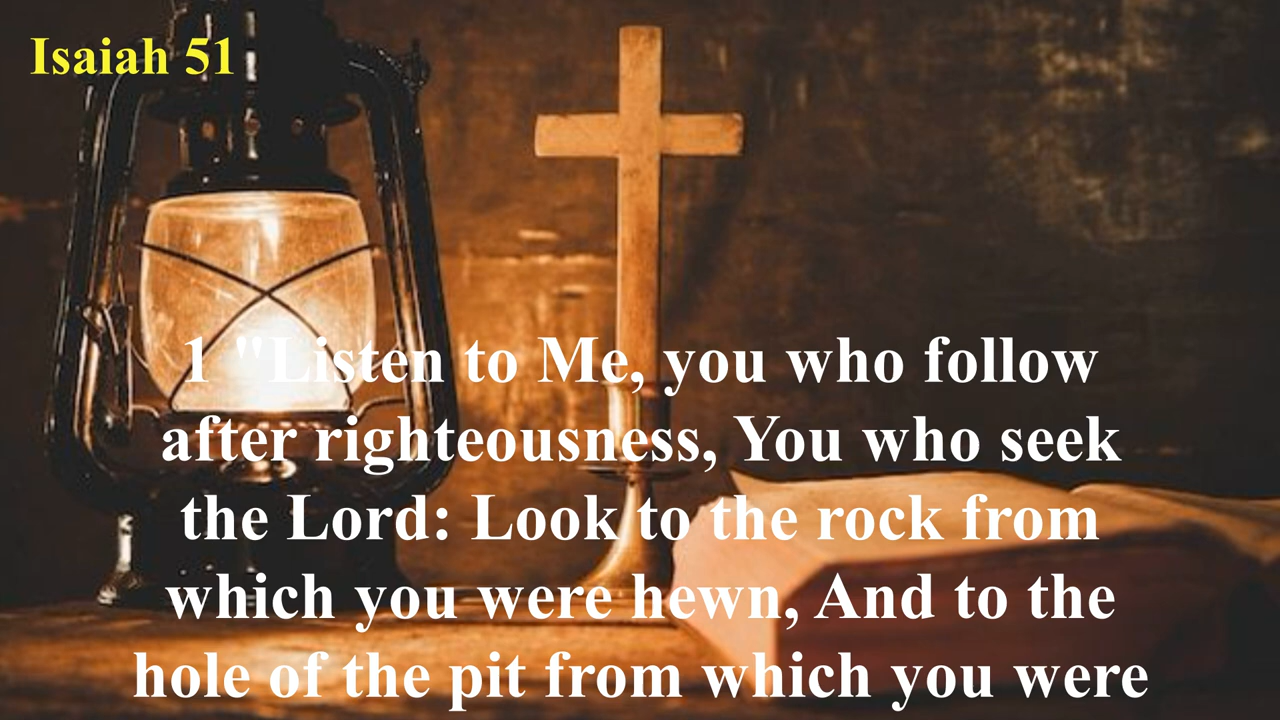 Isaiah 51
1 "Listen to Me, you who follow
after righteousness, You who seek
the Lord: Look to the rock from
which you were hewn, And to the
hole of the pit from which you were